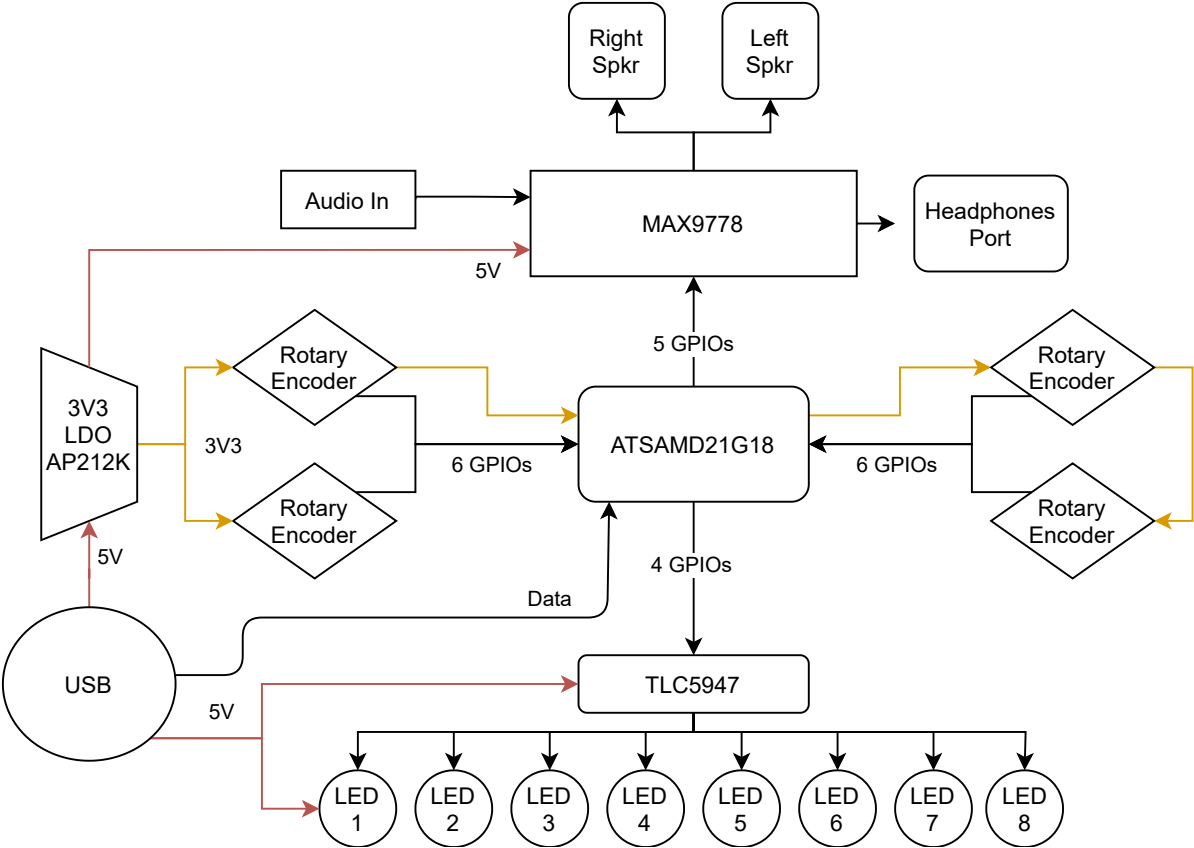 Right
Spkr
Left
Spkr
Audio In
MAX9778
Headphones
Port
5V
5 GPIOs
Rotary
Encoder
Rotary
Encoder
3V3
LDO
AP212K
3V3
6 GPIOs
ATSAMD21G18
6 GPIOs
Rotary
Encoder
Rotary
Encoder
5V
4 GPIOs
Data
USB
5V
TLC5947
LED
1
LED
2
LED
3
LED
4
LED
5
LED
6
LED
7
LED
8